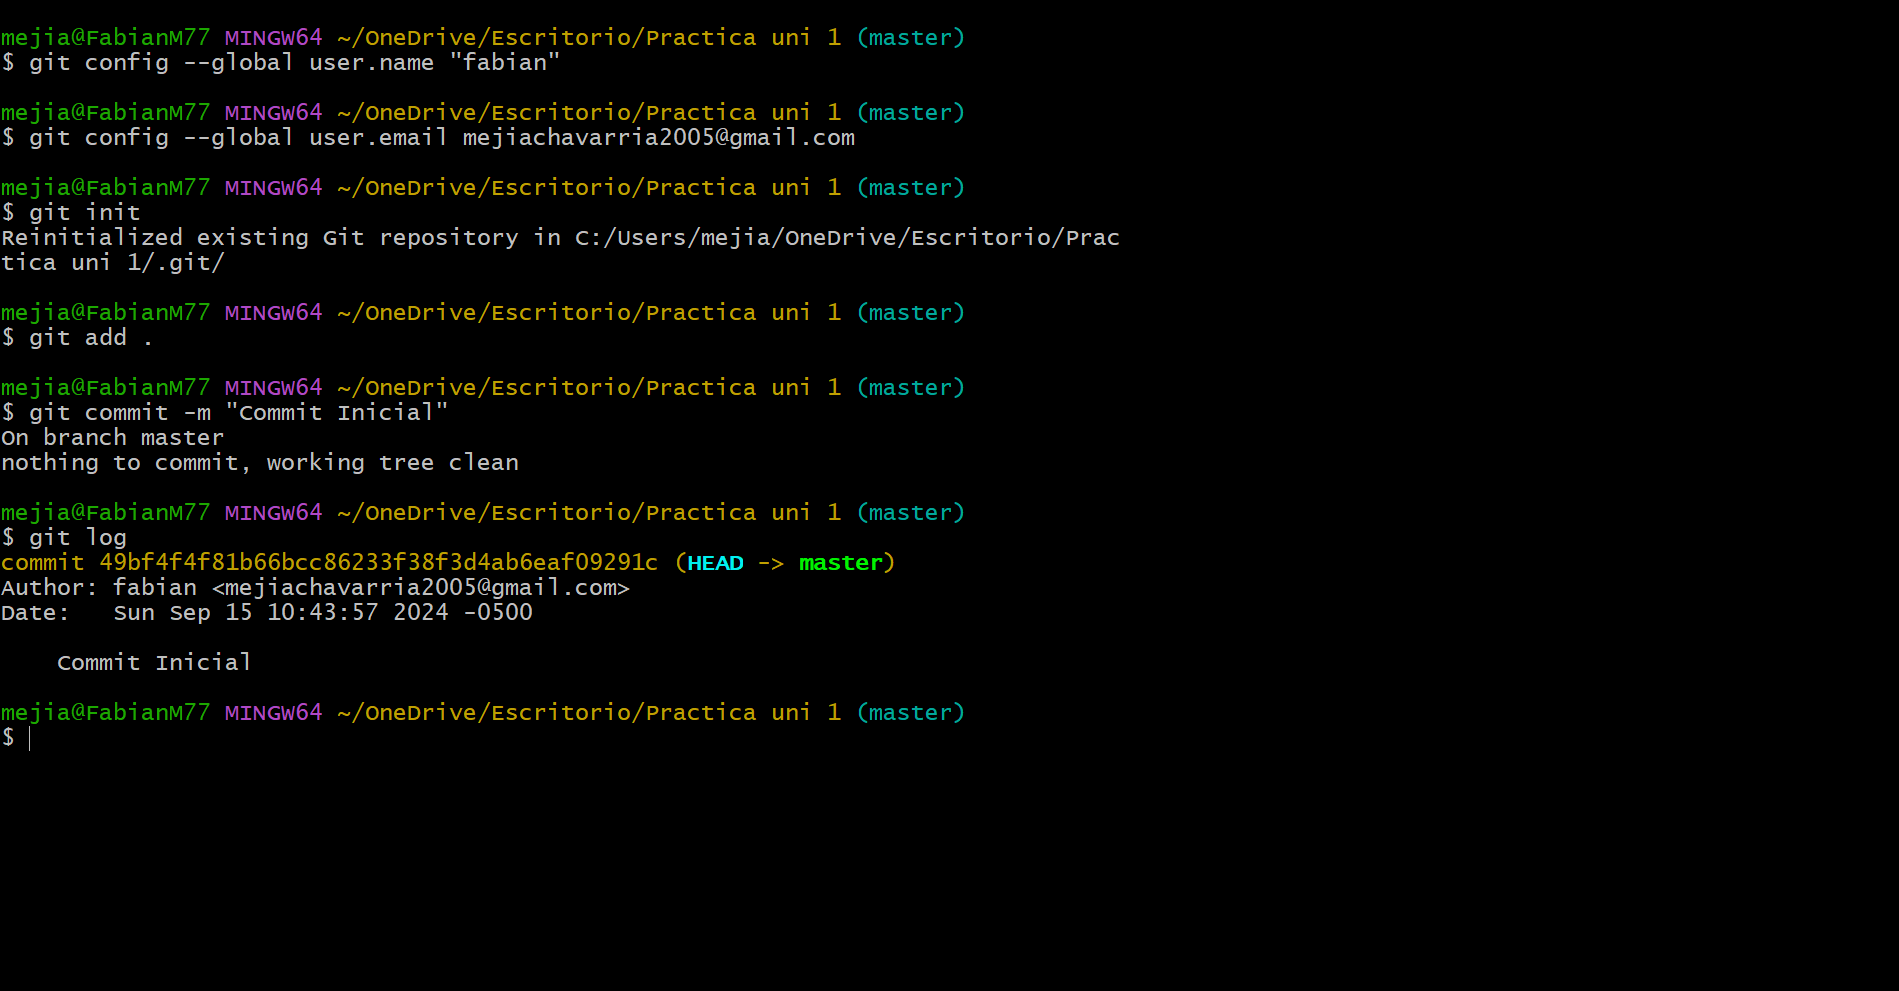 mejia@FabianM77 MINGW64 ~/OneDrive/Escritorio/Practica uni 1 (master)
$ git config --global user.name "fabian"
mejia@FabianM77 MINGW64 ~/OneDrive/Escritorio/Practica uni 1 (master)
$ git config --global user.email mejiachavarria2005@gmail.com
mejia@FabianM77 MINGW64 ~/OneDrive/Escritorio/Practica uni 1 (master)
$ git init
Reinitialized existing Git repository in C:/Users/mejia/OneDrive/Escritorio/Prac
tica uni 1/.git/
mejia@FabianM77 MINGW64 ~/OneDrive/Escritorio/Practica uni 1 (master)
$ git add .
mejia@FabianM77 MINGW64 ~/OneDrive/Escritorio/Practica uni 1 (master)
$ git commit -m "Commit Inicial"
On branch master
nothing to commit, working tree clean
mejia@FabianM77 MINGW64 ~/OneDrive/Escritorio/Practica uni 1 (master)
$ git log
commit 49bf4f4f81b66bcc86233f38f3d4ab6eaf09291c (HEAD -> master)
Author: fabian <mejiachavarria2005@gmail.com>
Date:   Sun Sep 15 10:43:57 2024 -0500
    Commit Inicial
mejia@FabianM77 MINGW64 ~/OneDrive/Escritorio/Practica uni 1 (master)
$